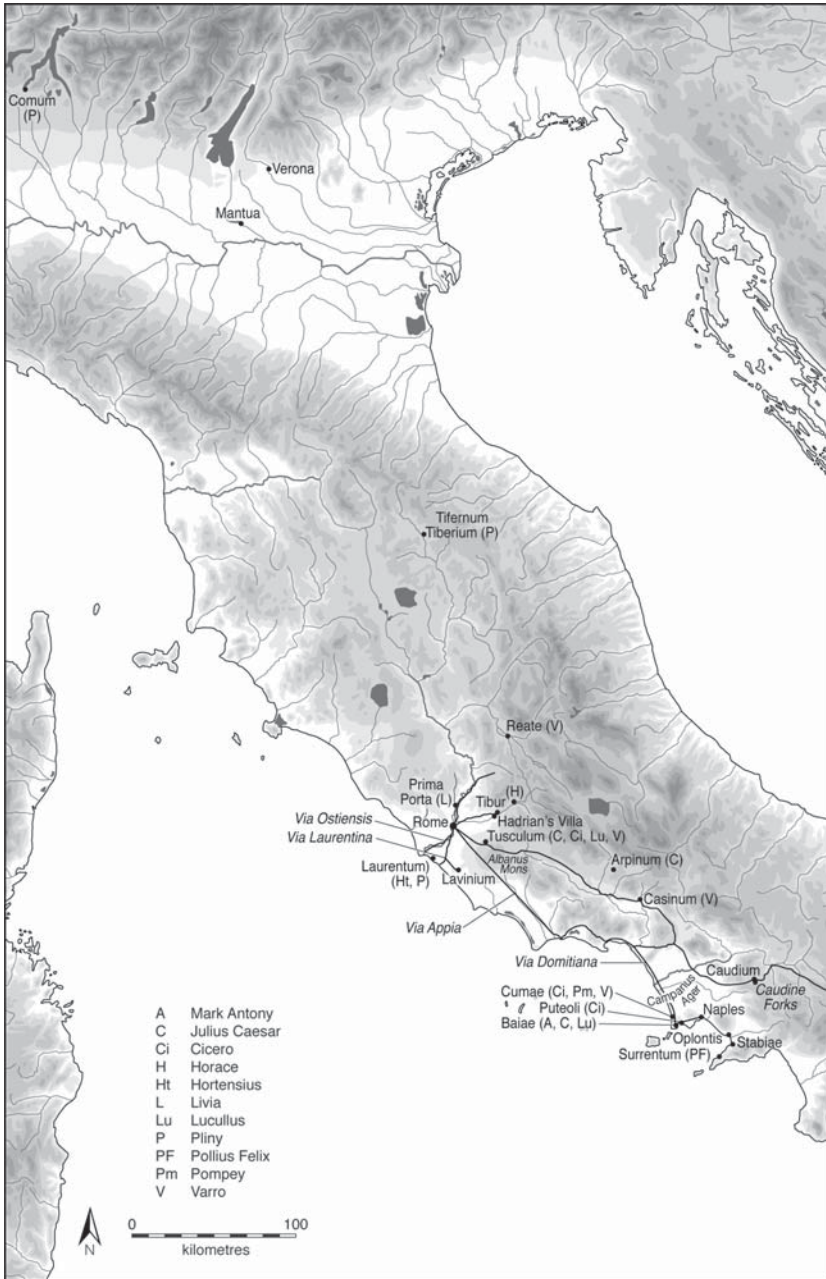 Comum
(P)
Verona
Mantua
Tifernum
Tiberium (P)
Reate (V)
Prima
Porta (L)
(H)
Tibur
Via Ostiensis
Rome
Hadrian's Villa
Via Laurentina
Tusculum (C, Ci, Lu, V)
Albanus
Mons
Laurentum)
(Ht, P)
Lavinium
Arpinum (C)
Casinum (V)
Via Appia
Via Domitiana
Caudium
Caudine
Forks
Campanus
Ager
Cumae (Ci, Pm, V)
Puteoli (Ci)
Naples
Baiae (A, C, Lu)
Oplontis
Stabiae
Surrentum (PF)
A Mark Antony
C Julius Caesar
Ci Cicero
H Horace
Ht Hortensius
L Livia
Lu Lucullus
P Pliny
PF Pollius Felix
Pm Pompey
V Varro
N
0 100
kilometres